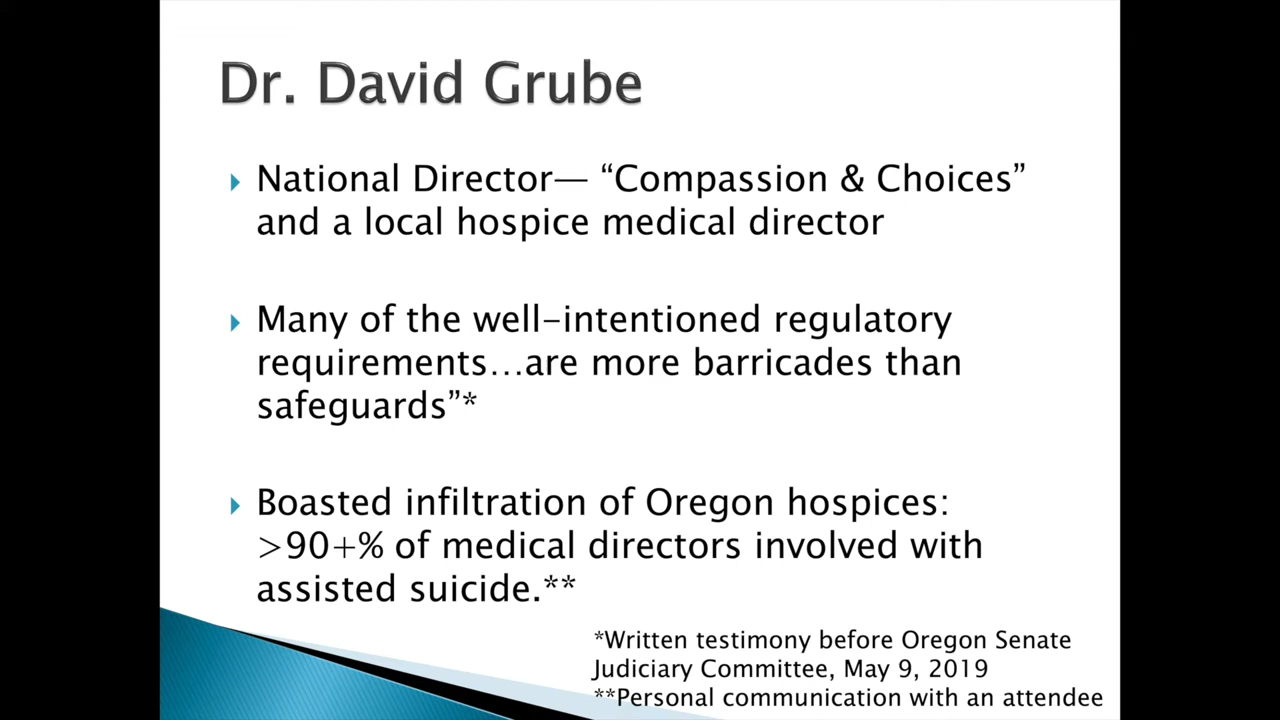 Dr. David Grube
National Director— “Compassion & Choices”
and a local hospice medical director
Many of the well-intentioned regulatory
requirements…are more barricades than
safeguards”*
Boasted infiltration of Oregon hospices:
>90+% of medical directors involved with
assisted suicide.**
*Written testimony before Oregon Senate
Judiciary Committee, May 9, 2019
**Personal communication with an attendee